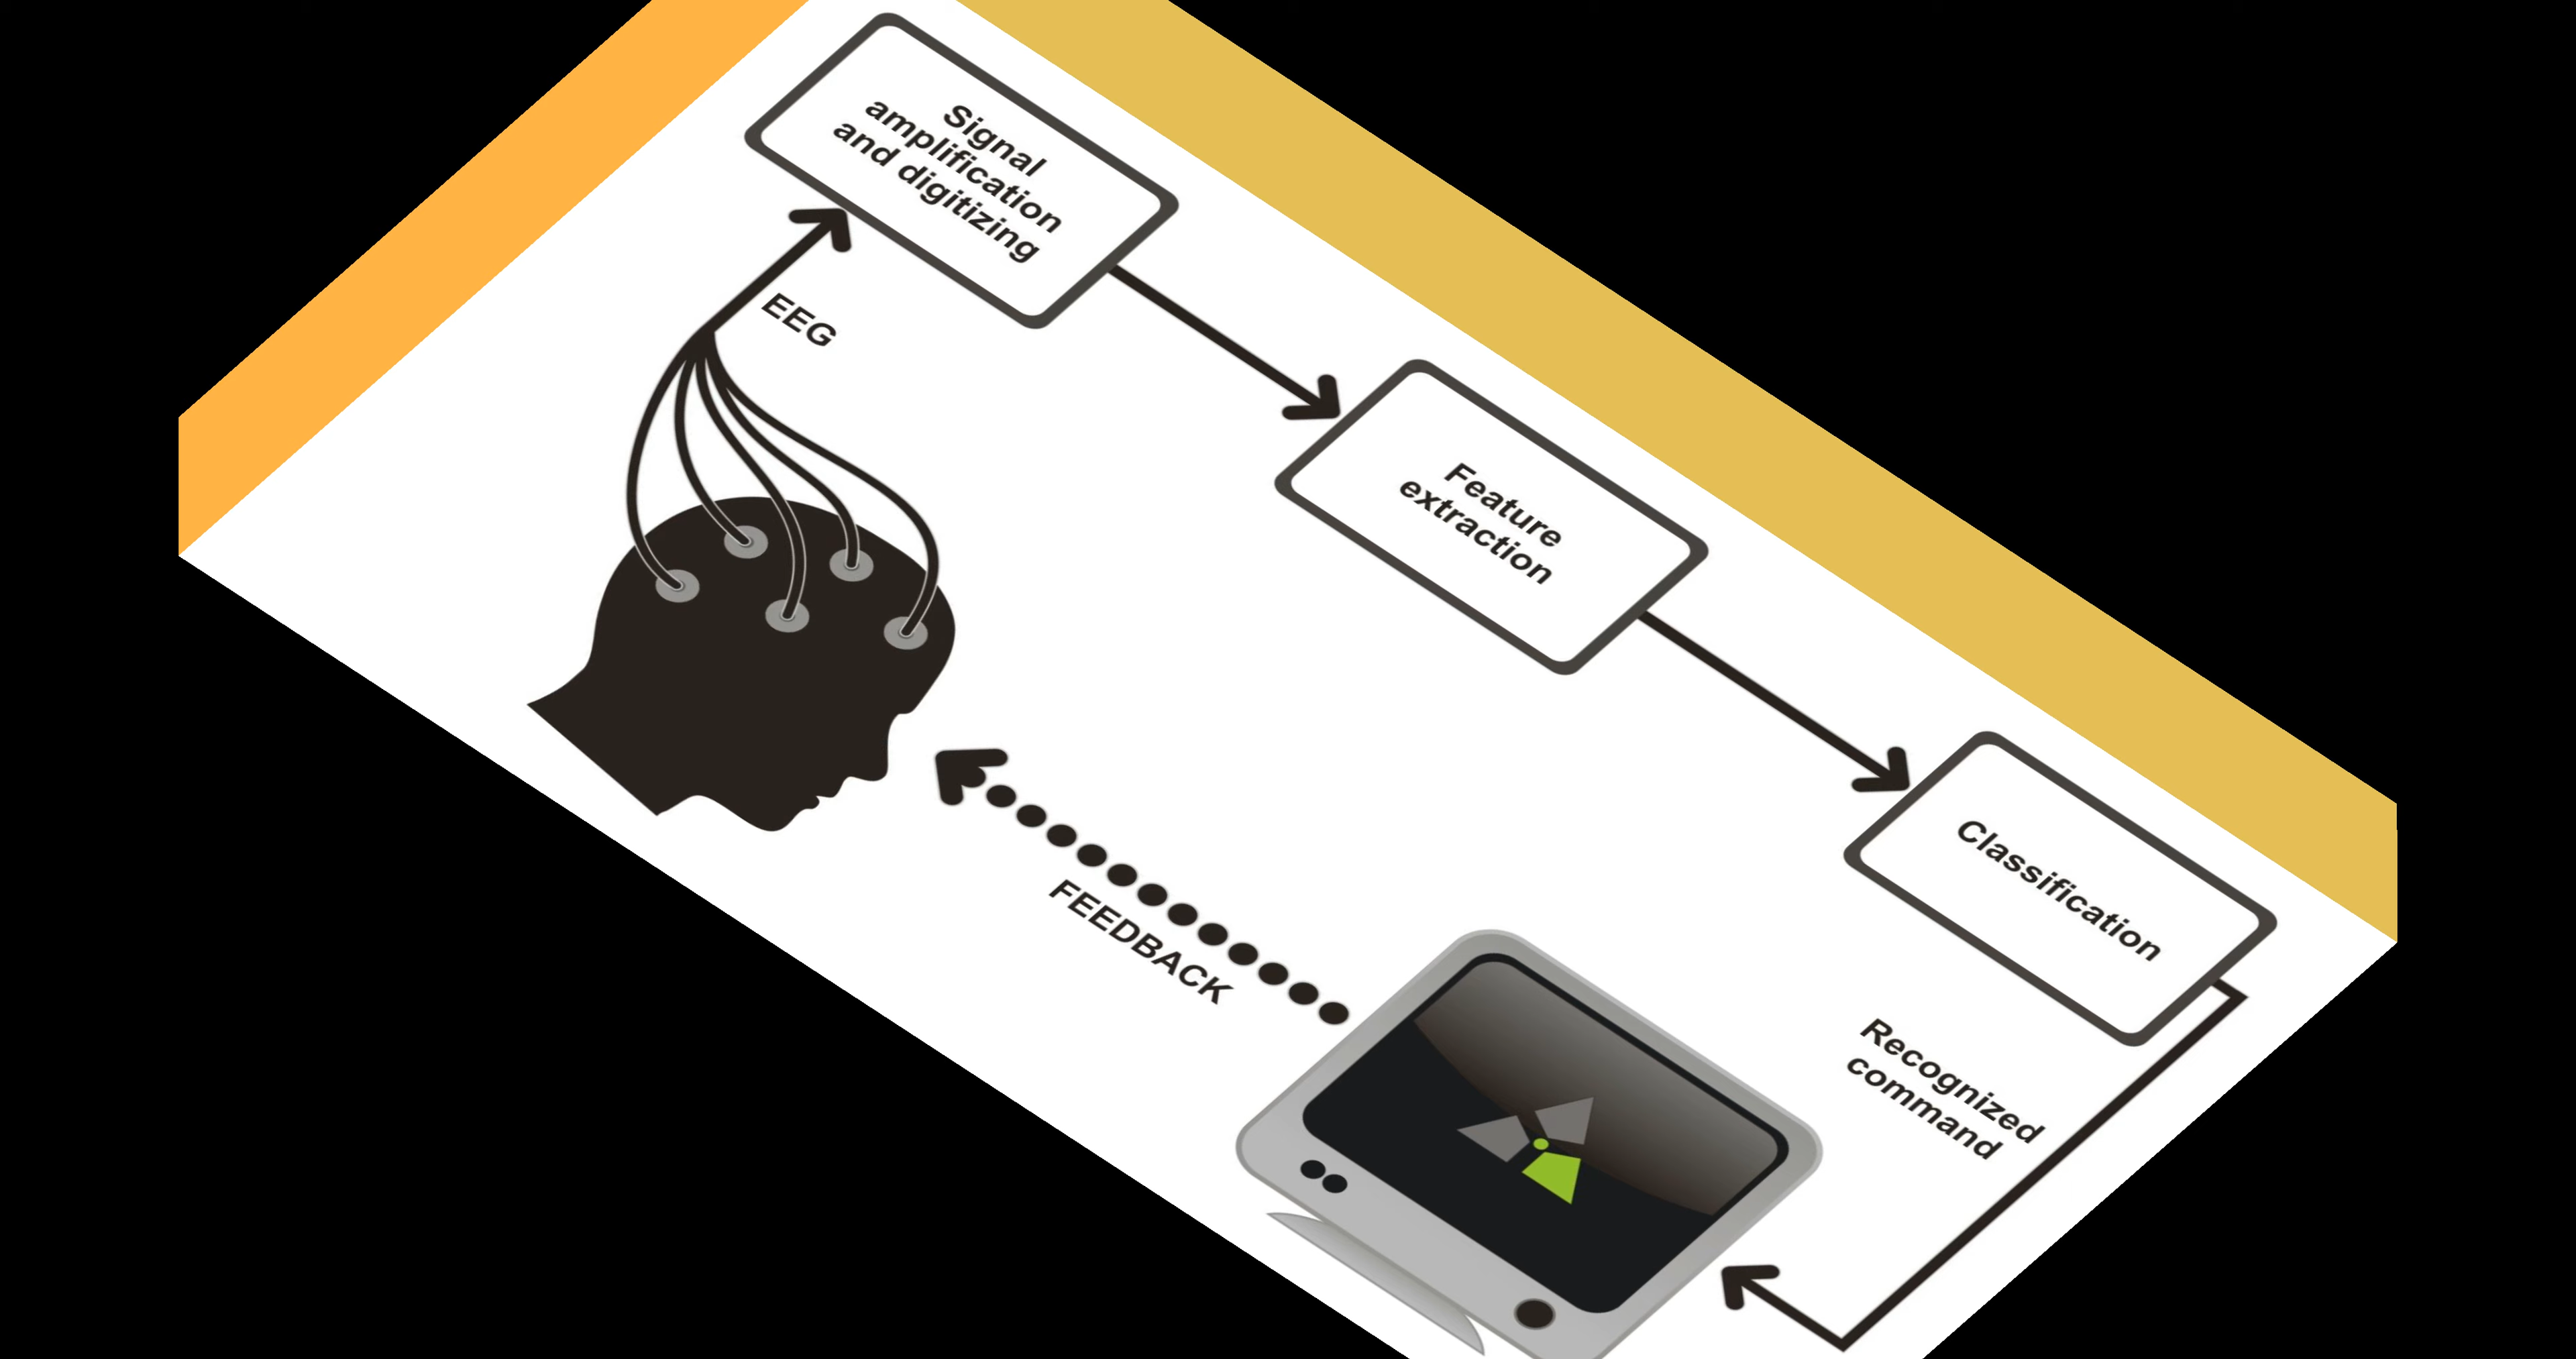 Signal
amplification
and digitizing
EEG
Feature
extraction
Classification
Recognized
command
FEEDBACK